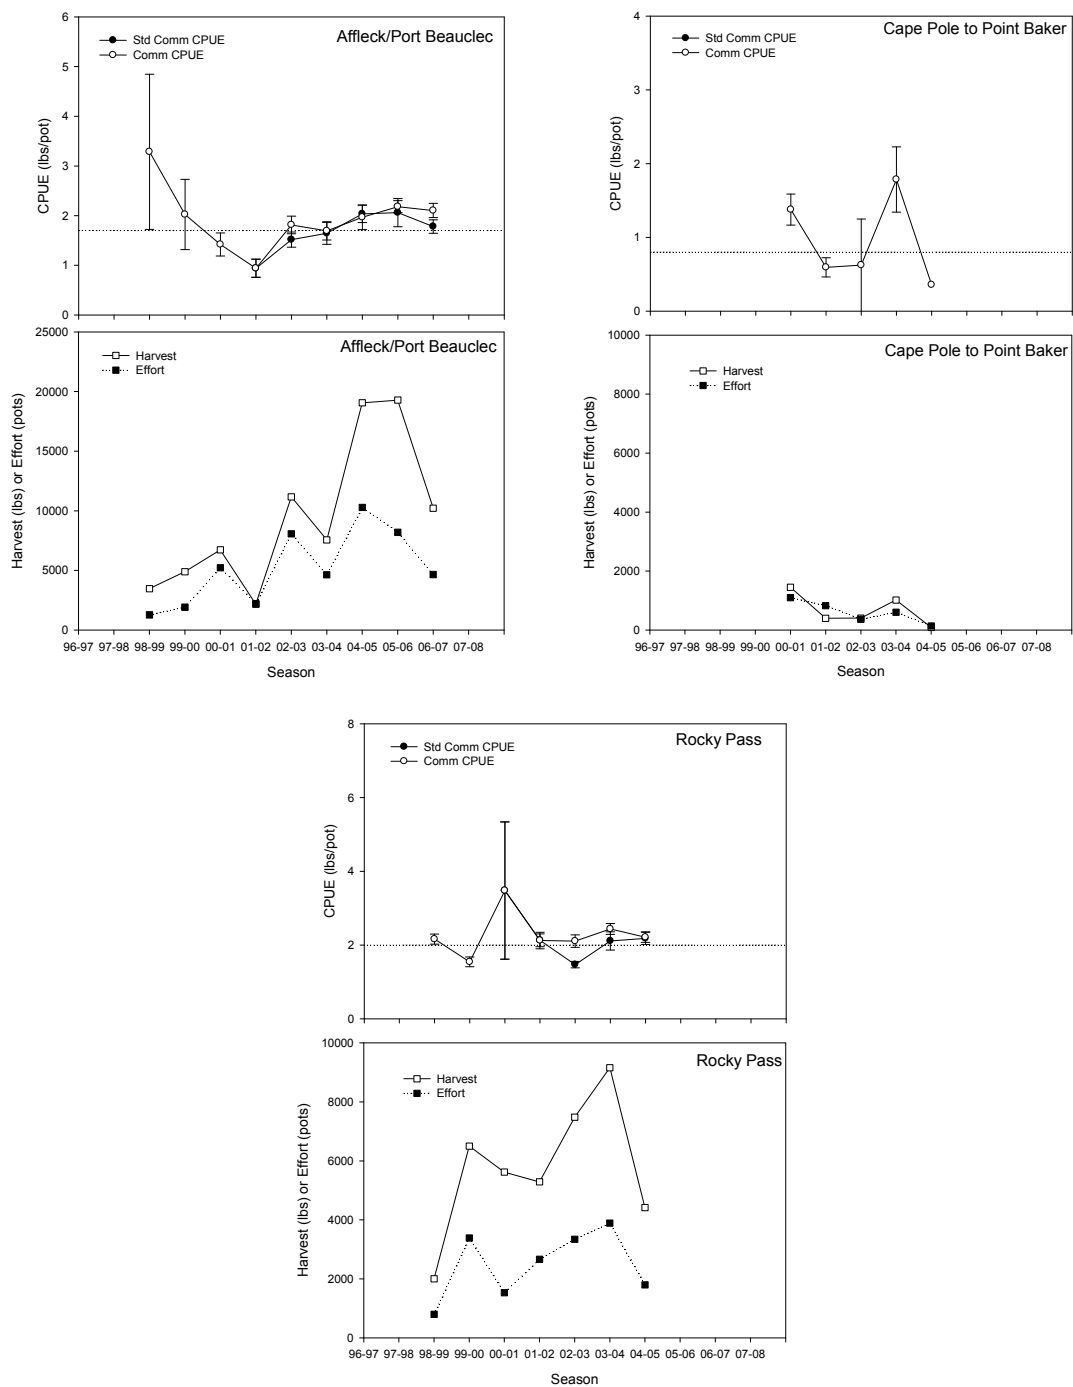 Affleck/Port Beauclec
Std Comm CPUE
Comm CPUE
CPUE (lbs/pot)
6
5
4
3
2
1
0
Affleck/Port Beauclec
Harvest
Effort
Harvest (lbs) or Effort (pots)
25000
20000
15000
10000
5000
0
96-97 97-98 98-99 99-00 00-01 01-02 02-03 03-04 04-05 05-06 06-07 07-08
Season
Cape Pole to Point Baker
Std Comm CPUE
Comm CPUE
CPUE (lbs/pot)
4
3
2
1
0
Cape Pole to Point Baker
Harvest
Effort
Harvest (lbs) or Effort (pots)
10000
8000
6000
4000
2000
0
96-97 97-98 98-99 99-00 00-01 01-02 02-03 03-04 04-05 05-06 06-07 07-08
Season
Rocky Pass
Std Comm CPUE
Comm CPUE
CPUE (lbs/pot)
8
6
4
2
0
Rocky Pass
Harvest
Effort
Harvest (lbs) or Effort (pots)
10000
8000
6000
4000
2000
0
96-97 97-98 98-99 99-00 00-01 01-02 02-03 03-04 04-05 05-06 06-07 07-08
Season